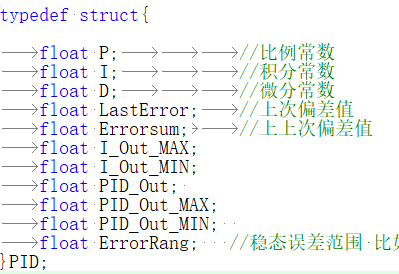 typedef struct{
float P; //比例常数
float I; //积分常数
float D; //微分常数
float LastError; //上次偏差值
float Errorsum; //上上次偏差值
float I_Out_MAX;
float I_Out_MIN;
float PID_Out;
float PID_Out_MAX;
float PID_Out_MIN;
float ErrorRang; //稳态误差范围 比
}PID;